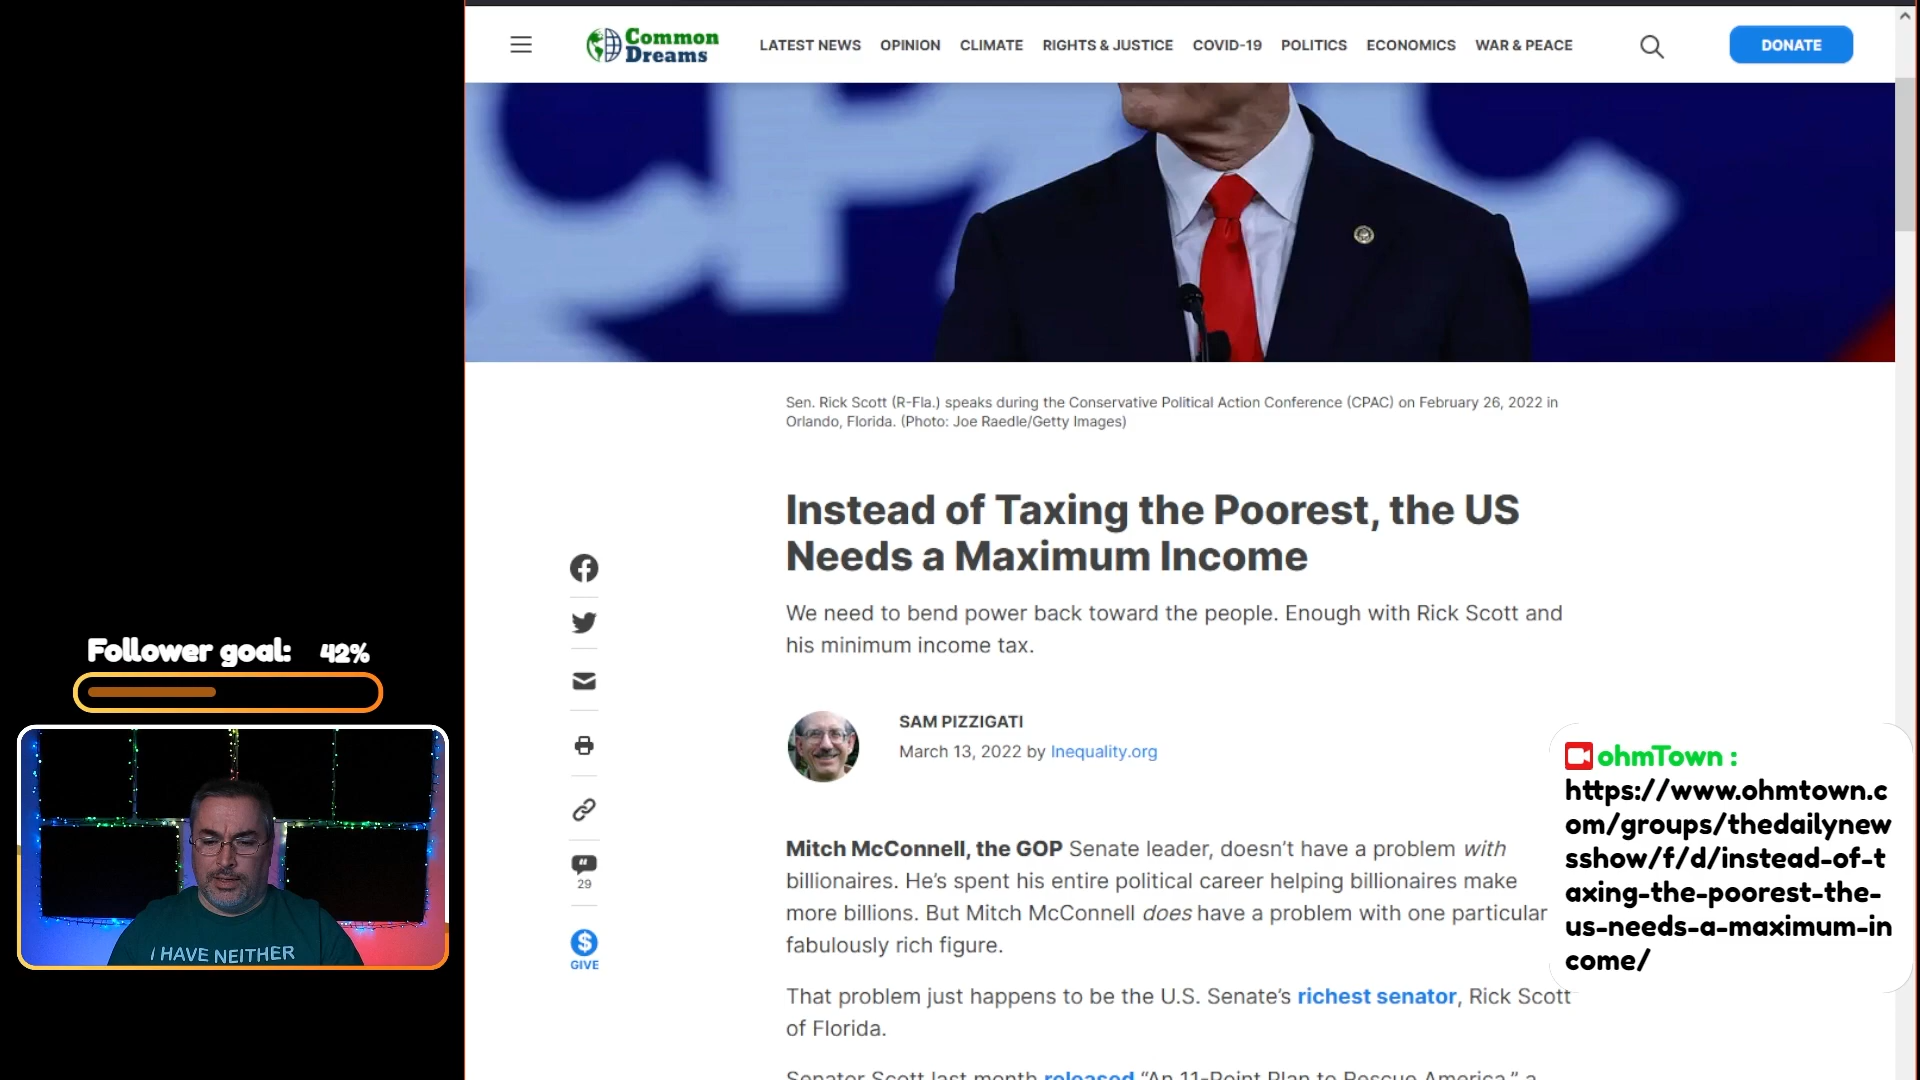 Common
Dreams
LATEST NEWS
OPINION
CLIMATE
RIGHTS & JUSTICE
COVID-19
POLITICS
ECONOMICS
WAR & PEACE
DONATE
CPAC
Sen. Rick Scott (R-Fla.) speaks during the Conservative Political Action Conference (CPAC) on February 26, 2022 in
Orlando, Florida. (Photo: Joe Raedle/Getty Images)
Instead of Taxing the Poorest, the US
Needs a Maximum Income
We need to bend power back toward the people. Enough with Rick Scott and
his minimum income tax.
SAM PIZZIGATI
March 13, 2022 by Inequality.org
Mitch McConnell, the GOP Senate leader, doesn't have a problem with
billionaires. He's spent his entire political career helping billionaires make
more billions. But Mitch McConnell does have a problem with one particular
fabulously rich figure.
That problem just happens to be the U.S. Senate's richest senator, Rick Scott
of Florida.
Senator Scott last month released "An 11-Point Plan to Rescue America," a
29
GIVE
Follower goal: 42%
I HAVE NEITHER
ohmTown :
https://www.ohmtown.c
om/groups/thedailynew
sshow/f/d/instead-of-t
axing-the-poorest-the-
us-needs-a-maximum-in
come/